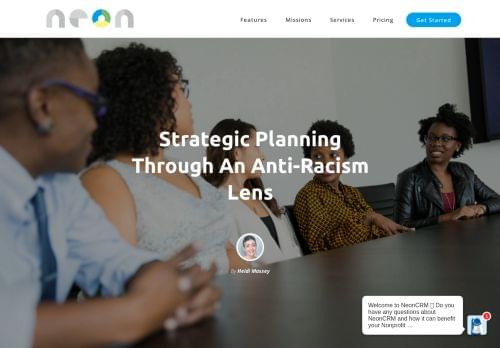 neon
Features
Missions
Services
Pricing
Get Started
Strategic Planning
Through An Anti-Racism
Lens
By Heidi Massey
Welcome to NeonCRM ▯ Do you
have any questions about
NeonCRM and how it can benefit
your Nonprofit ...
1